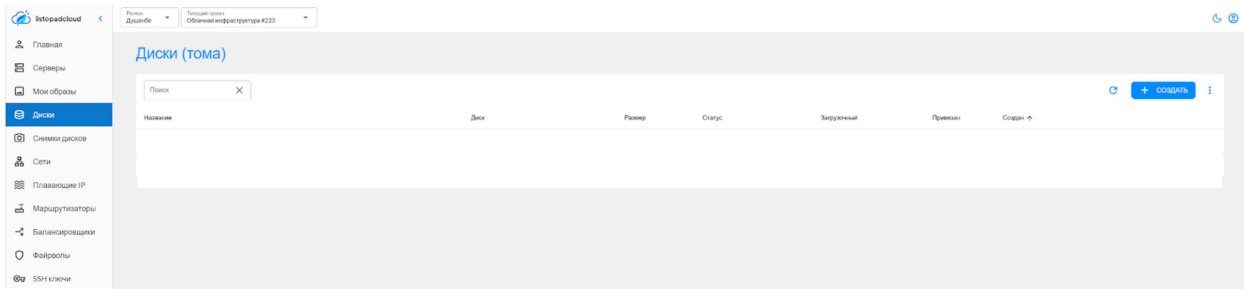 listopadcloud
Регион
Душанбе
Текущий проект
Облачная инфраструктура #223
Главная
Серверы
Мои образы
Диски
Снимки дисков
Сети
Плавающие IP
Маршрутизаторы
Балансировщики
Файрволы
SSH ключи
Диски (тома)
Поиск
+ СОЗДАТЬ
Название Диск Размер Статус Загрузочный Привязан Создан ↑